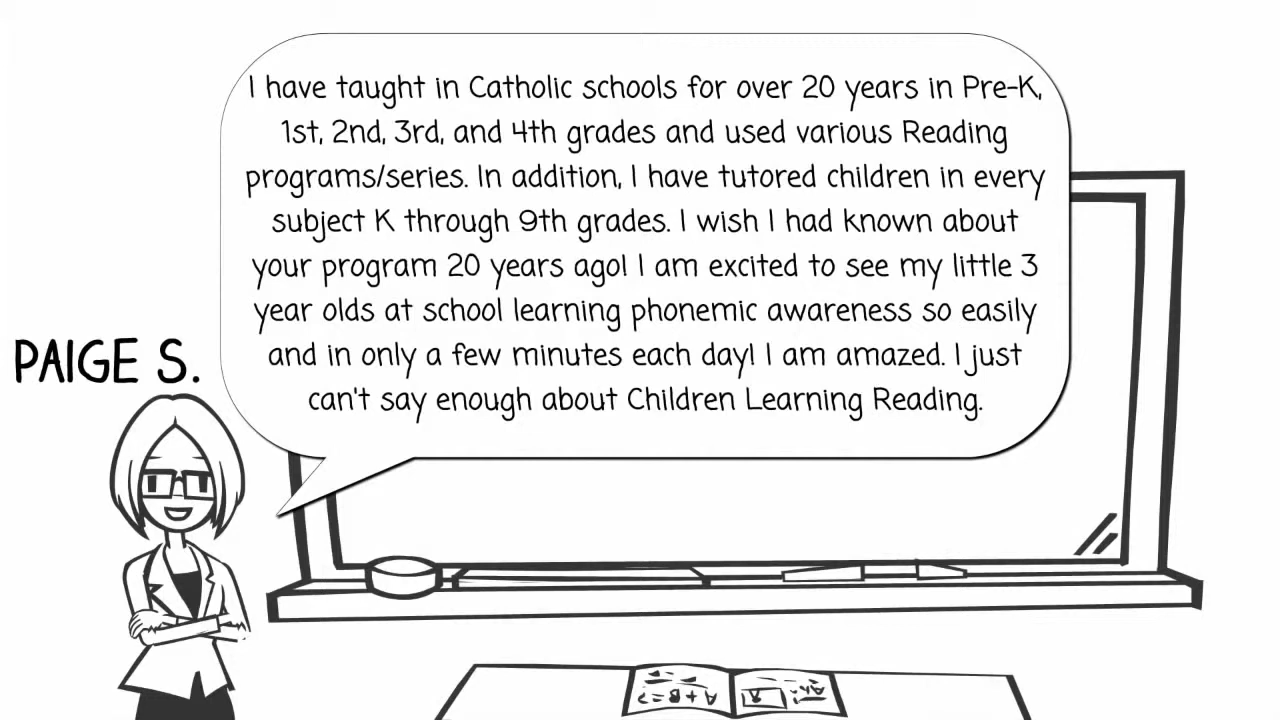 I have taught in Catholic schools for over 20 years in Pre-K,
1st, 2nd, 3rd, and 4th grades and used various Reading
programs/series. In addition, I have tutored children in every
subject K through 9th grades. I wish I had known about
your program 20 years ago! I am excited to see my little 3
year olds at school learning phonemic awareness so easily
and in only a few minutes each day! I am amazed. I just
can't say enough about Children Learning Reading.
PAIGE S.
A+B=?